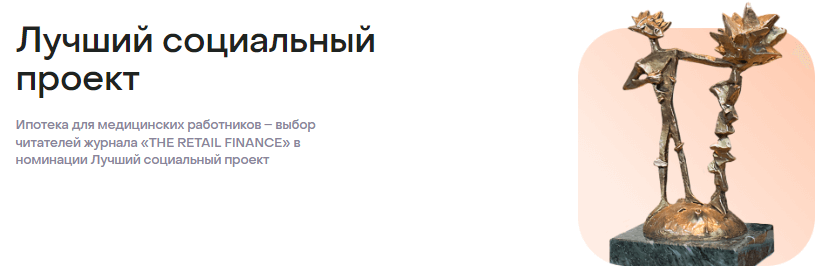 Лучший социальный
проект
Ипотека для медицинских работников – выбор
читателей журнала «THE RETAIL FINANCE» в
номинации Лучший социальный проект